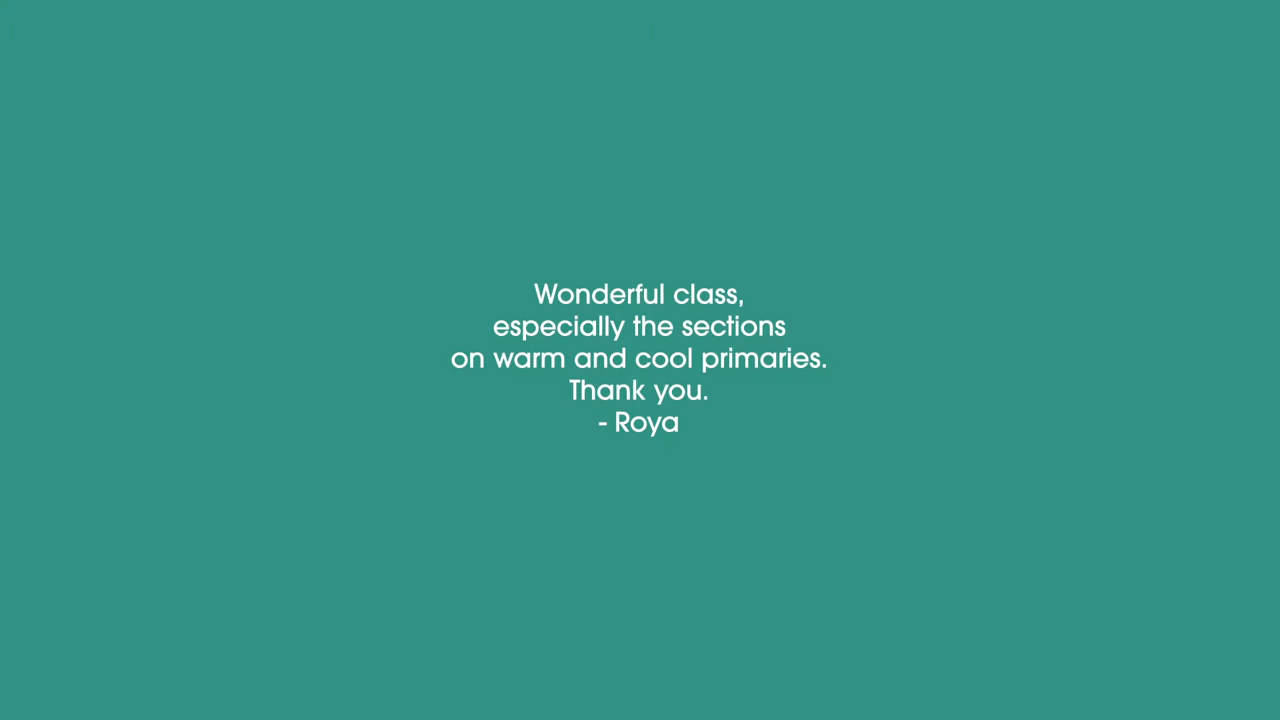 Wonderful class,
especially the sections
on warm and cool primaries.
Thank you.
- Roya